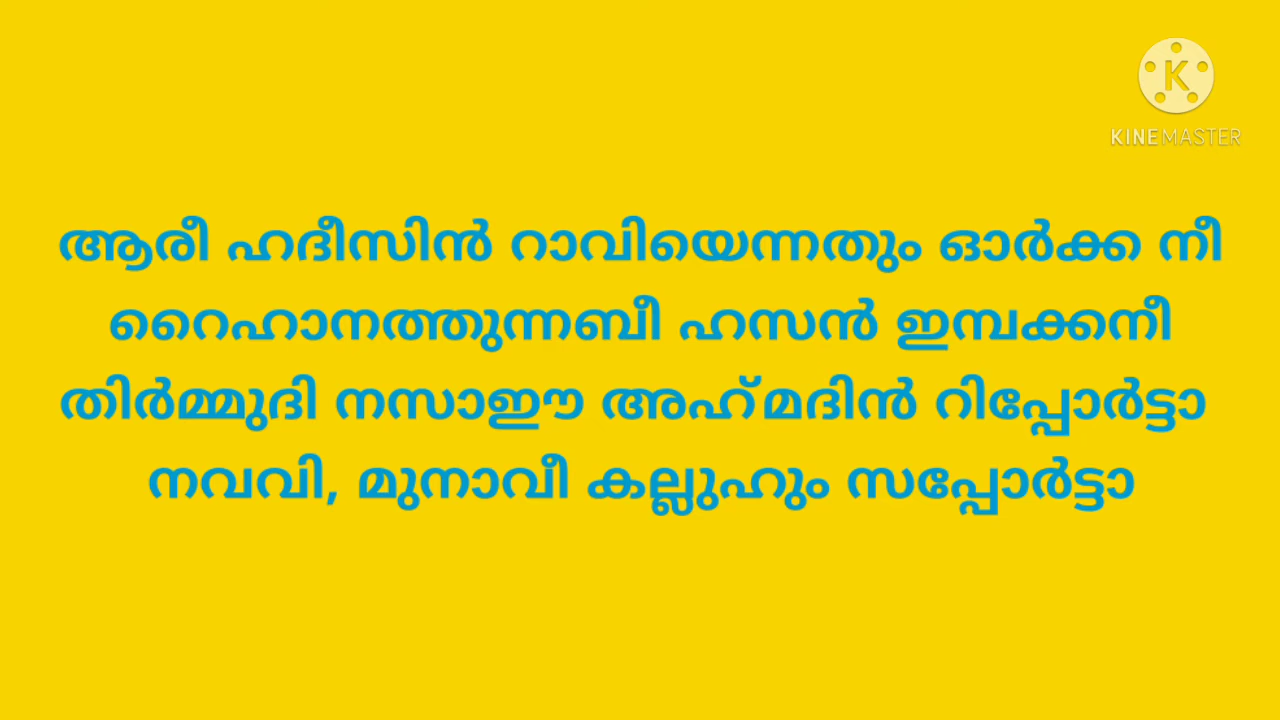 KINEMASTER
ആരീ ഹദീസിൻ റാവിയെന്നതും ഓർക്ക നീ
റൈഹാനത്തുന്നബീ ഹസൻ ഇമ്പക്കനീ
തിർമ്മുദി നസാഈ അഹ്‌മദിൻ റിപ്പോർട്ടാ
നവവി, മുനാവീ കല്ലുഹും സപ്പോർട്ടാ